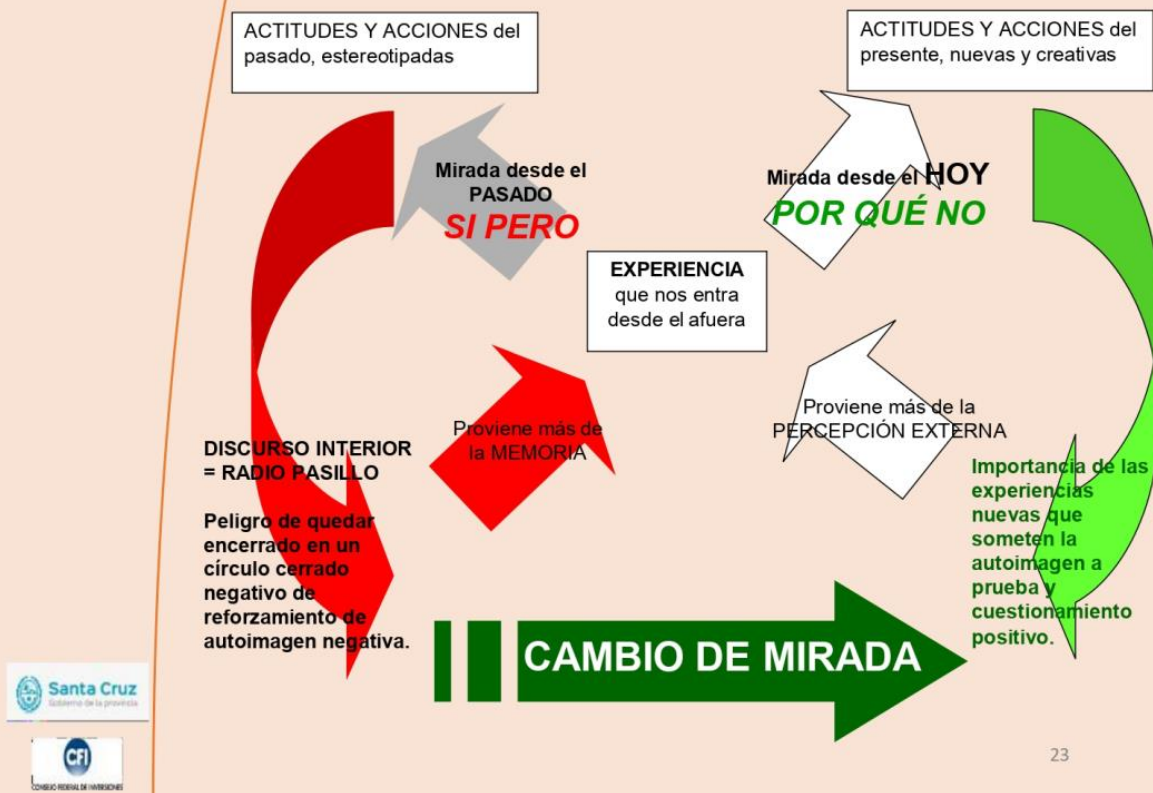 ACTITUDES Y ACCIONES del
pasado, estereotipadas
ACTITUDES Y ACCIONES del
presente, nuevas y creativas
Mirada desde el
PASADO
SI PERO
Mirada desde el HOY
POR QUÉ NO
EXPERIENCIA
que nos entra
desde el afuera
Proviene más de
la MEMORIA
Proviene más de la
PERCEPCIÓN EXTERNA
DISCURSO INTERIOR
= RADIO PASILLO
Peligro de quedar
encerrado en un
círculo cerrado
negativo de
reforzamiento de
autoimagen negativa.
Importancia de las
experiencias
nuevas que
someten la
autoimagen a
prueba y
cuestionamiento
positivo.
CAMBIO DE MIRADA
Santa Cruz
Gobierno de la provincia
CFI
CONSEJO FEDERAL DE INVERSIONES
23